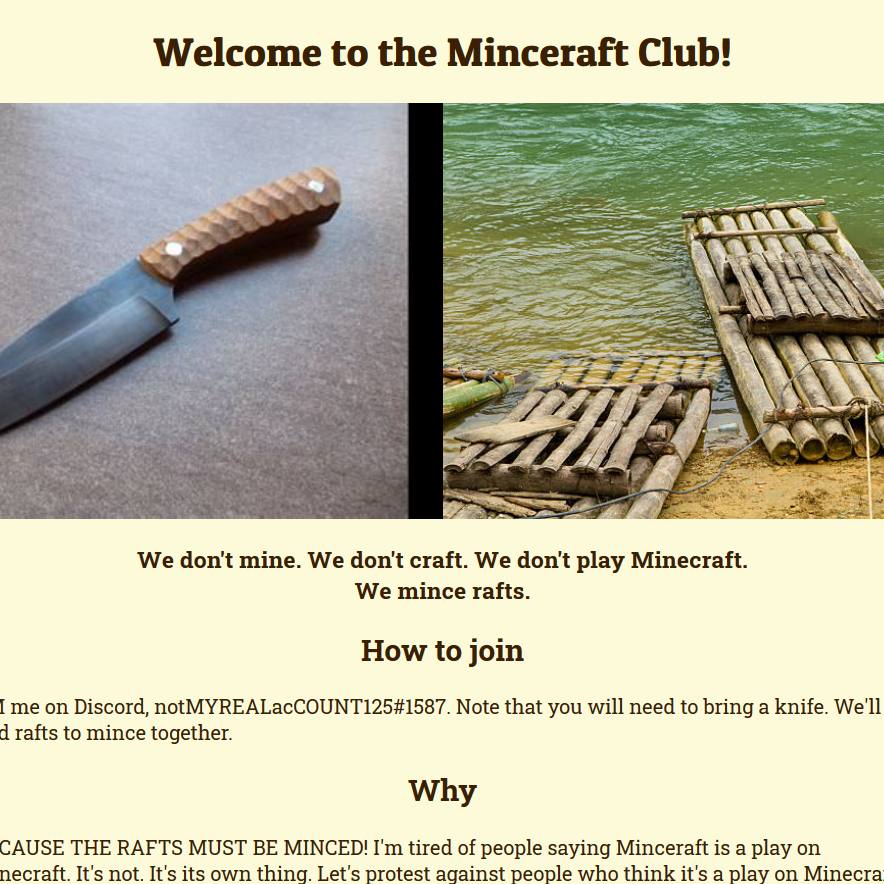 Welcome to the Minceraft Club!
We don't mine. We don't craft. We don't play Minecraft.
We mince rafts.
How to join
me on Discord, notMYREALacCOUNT125#1587. Note that you will need to bring a knife. We'll
rafts to mince together.
Why
CAUSE THE RAFTS MUST BE MINCED! I'm tired of people saying Minceraft is a play on
necraft. It's not. It's its own thing. Let's protest against people who think it's a play on Minecra